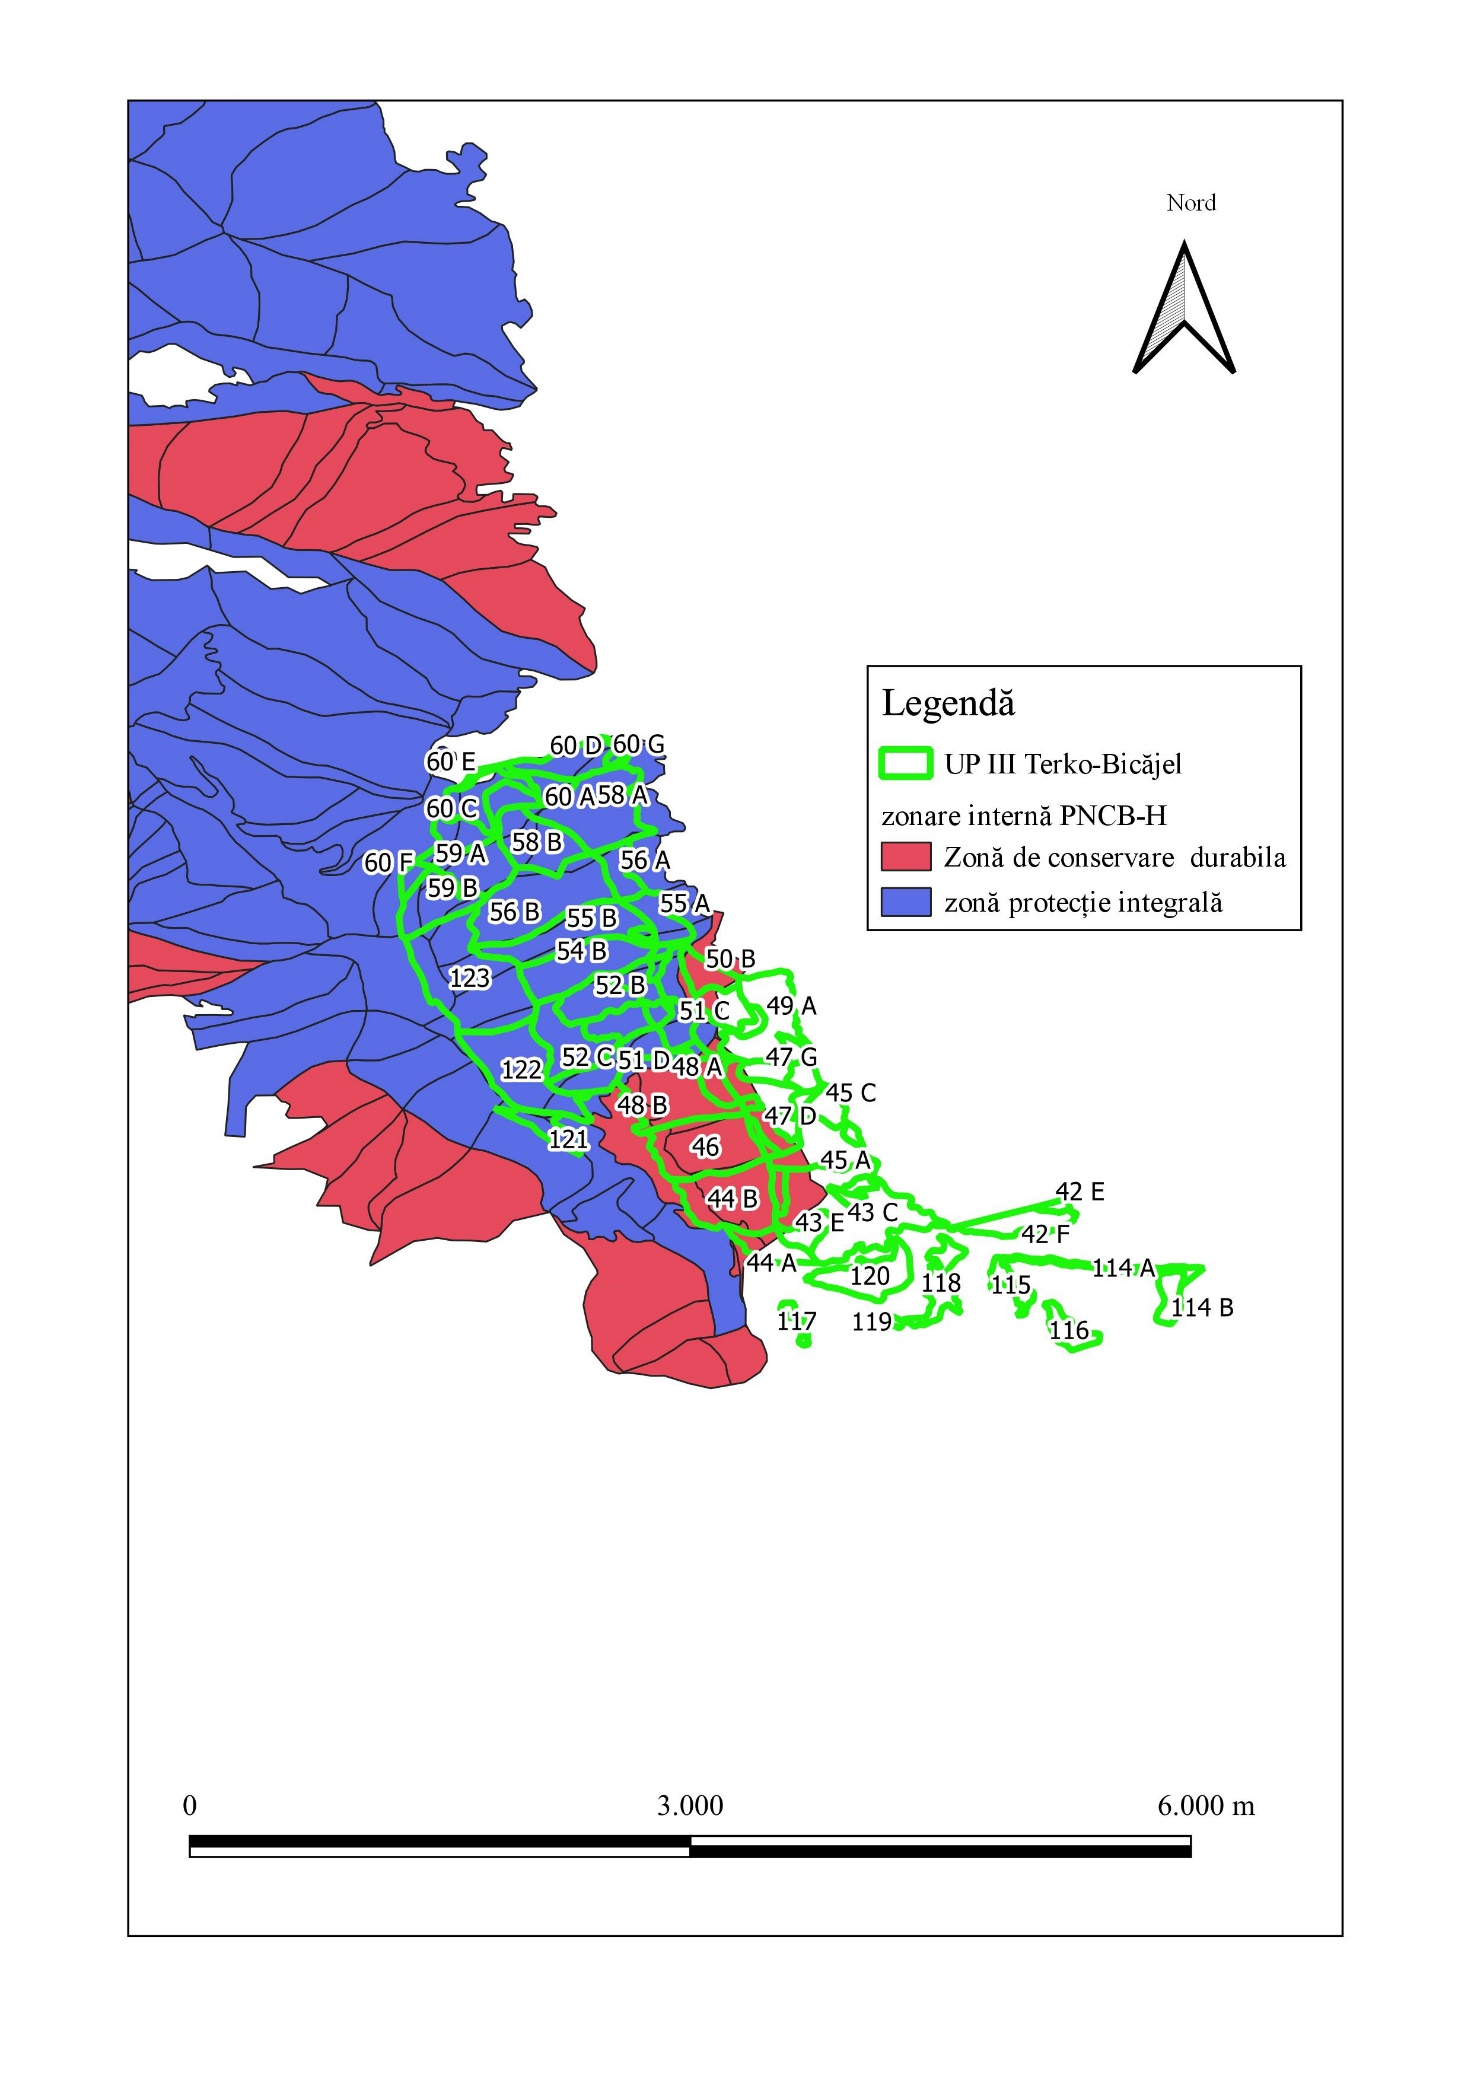 Nord
Legendă
UP III Terko-Bicăjel
zonare internă PNCB-H
Zonă de conservare durabila
zonă protecție integrală
60 E
60 D
60 G
60 C
60 A
58 A
60 F
59 A
58 B
56 A
59 B
56 B
55 B
55 A
54 B
50 B
123
52 B
51 C
49 A
122
52 C
51 D
48 A
47 G
45 C
48 B
47 D
121
46
45 A
44 B
43 E
43 C
42 E
42 F
44 A
120
118
115
114 A
117
119
116
114 B
0
3.000
6.000 m